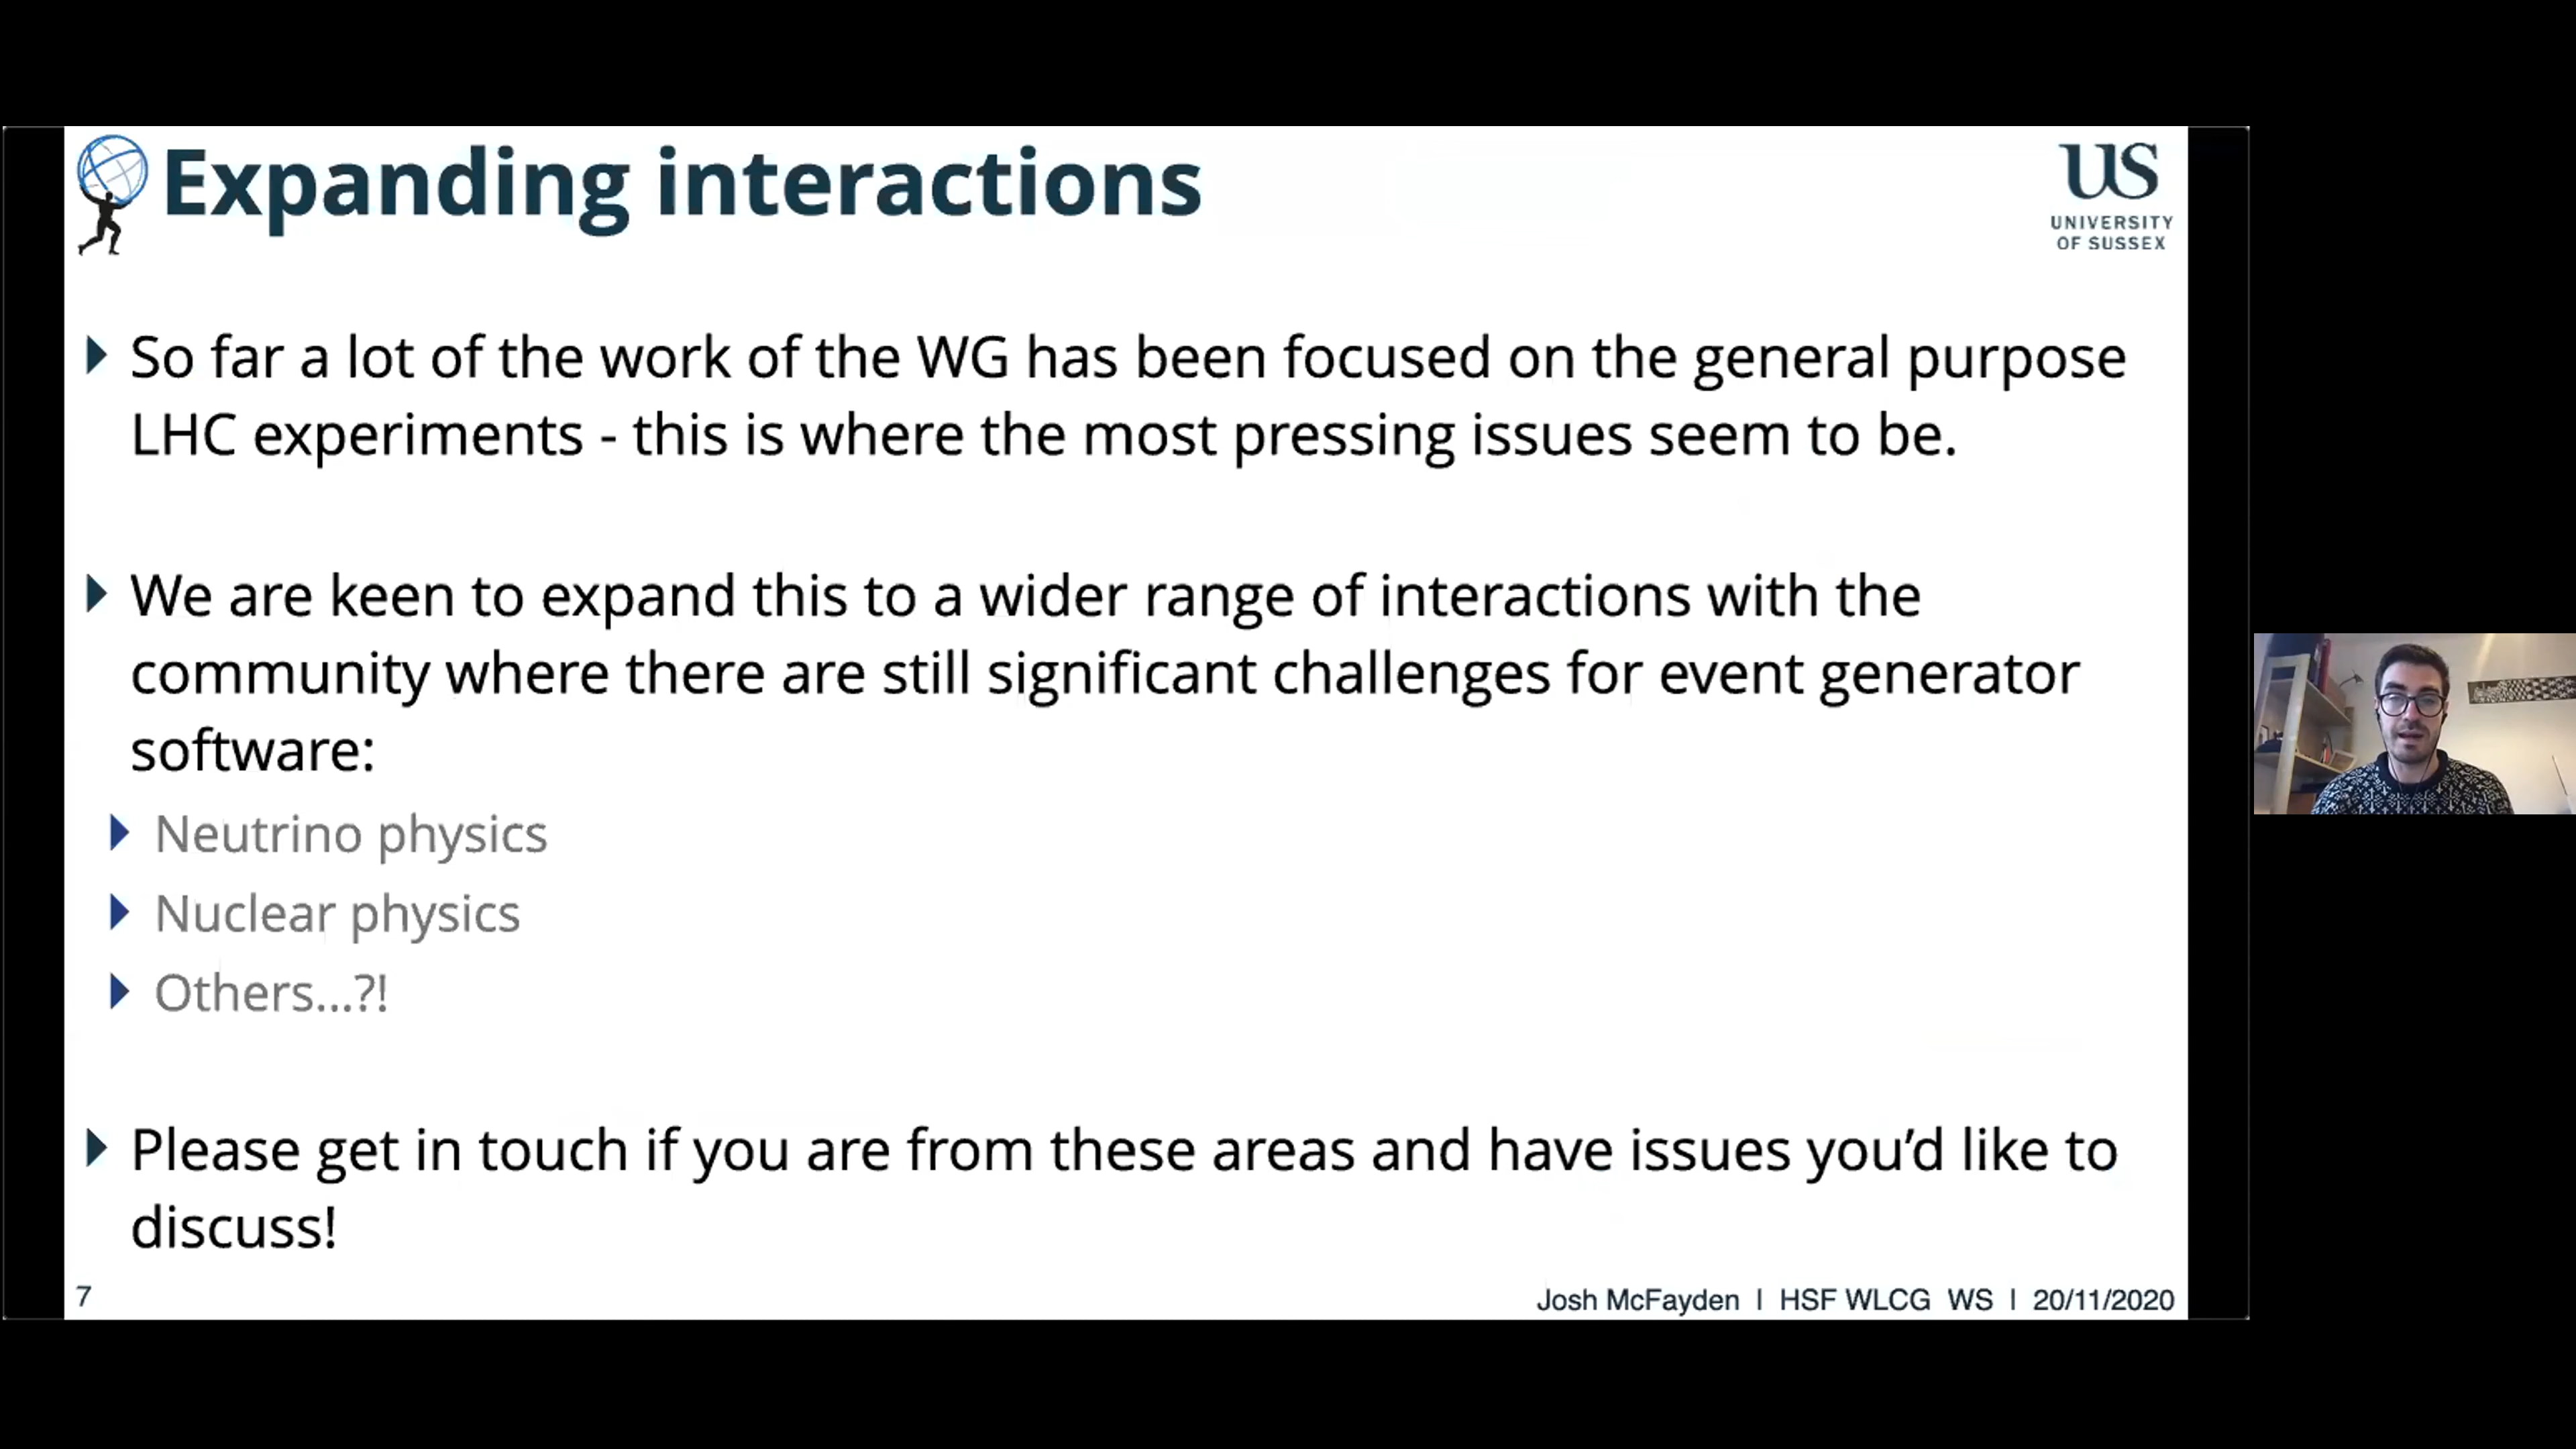 Expanding interactions
US
UNIVERSITY
OF SUSSEX
So far a lot of the work of the WG has been focused on the general purpose
LHC experiments - this is where the most pressing issues seem to be.
We are keen to expand this to a wider range of interactions with the
community where there are still significant challenges for event generator
software:
Neutrino physics
Nuclear physics
Others...?!
Please get in touch if you are from these areas and have issues you’d like to
discuss!
7
Josh McFayden | HSF WLCG WS | 20/11/2020